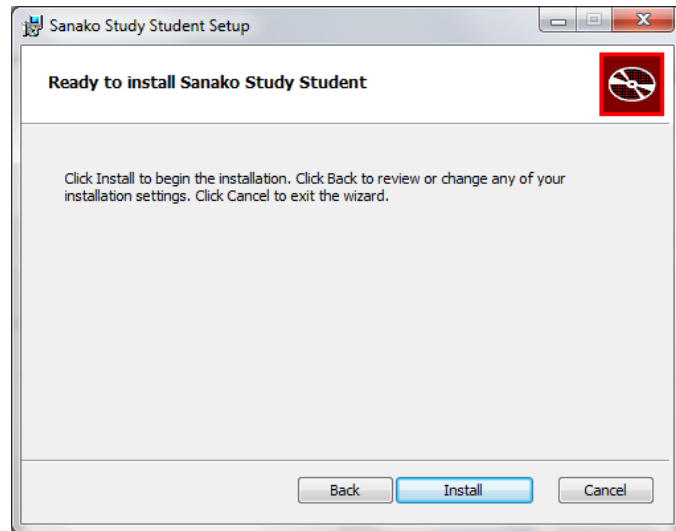 Sanako Study Student Setup
Ready to install Sanako Study Student
Click Install to begin the installation. Click Back to review or change any of your
installation settings. Click Cancel to exit the wizard.
Back Install Cancel